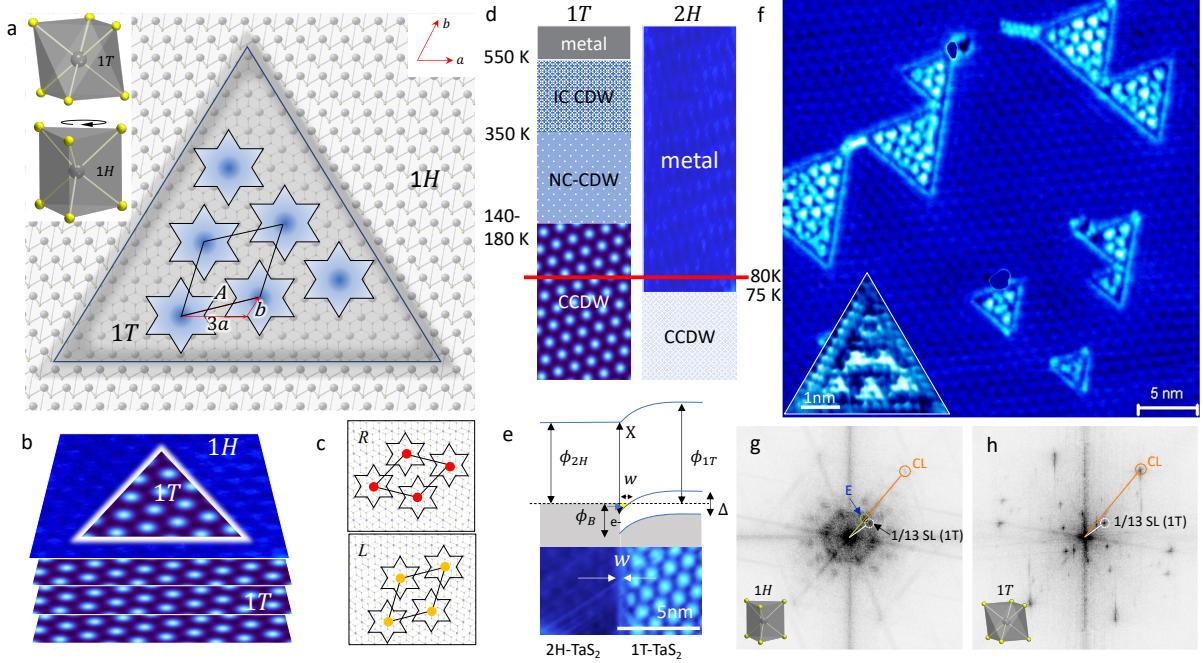 a
1T
1H
b
a
1H
A
b
3a
1T
b
1H
1T
1T
c
R
L
d
1T
2H
metal
550 K
IC CDW
350 K
NC-CDW
metal
140-
180 K
80K
75 K
CCDW
CCDW
e
X
ϕ2H
ϕ1T
w
ϕB
e-
Δ
w
5nm
2H-TaS₂
1T-TaS₂
f
1nm
5 nm
g
CL
E
1/13 SL (1T)
1H
h
CL
1/13 SL (1T)
1T